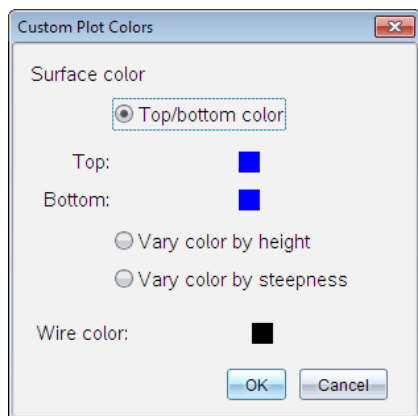 Custom Plot Colors
Surface color
Top/bottom color
Top:
Bottom:
Vary color by height
Vary color by steepness
Wire color:
OK Cancel